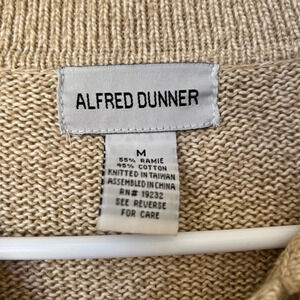 ALFRED DUNNER
M
55% RAMIE
45% COTTON
KNITTED IN TAIWAN
ASSEMBLED IN CHINA
RN# 19232
SEE REVERSE
FOR CARE